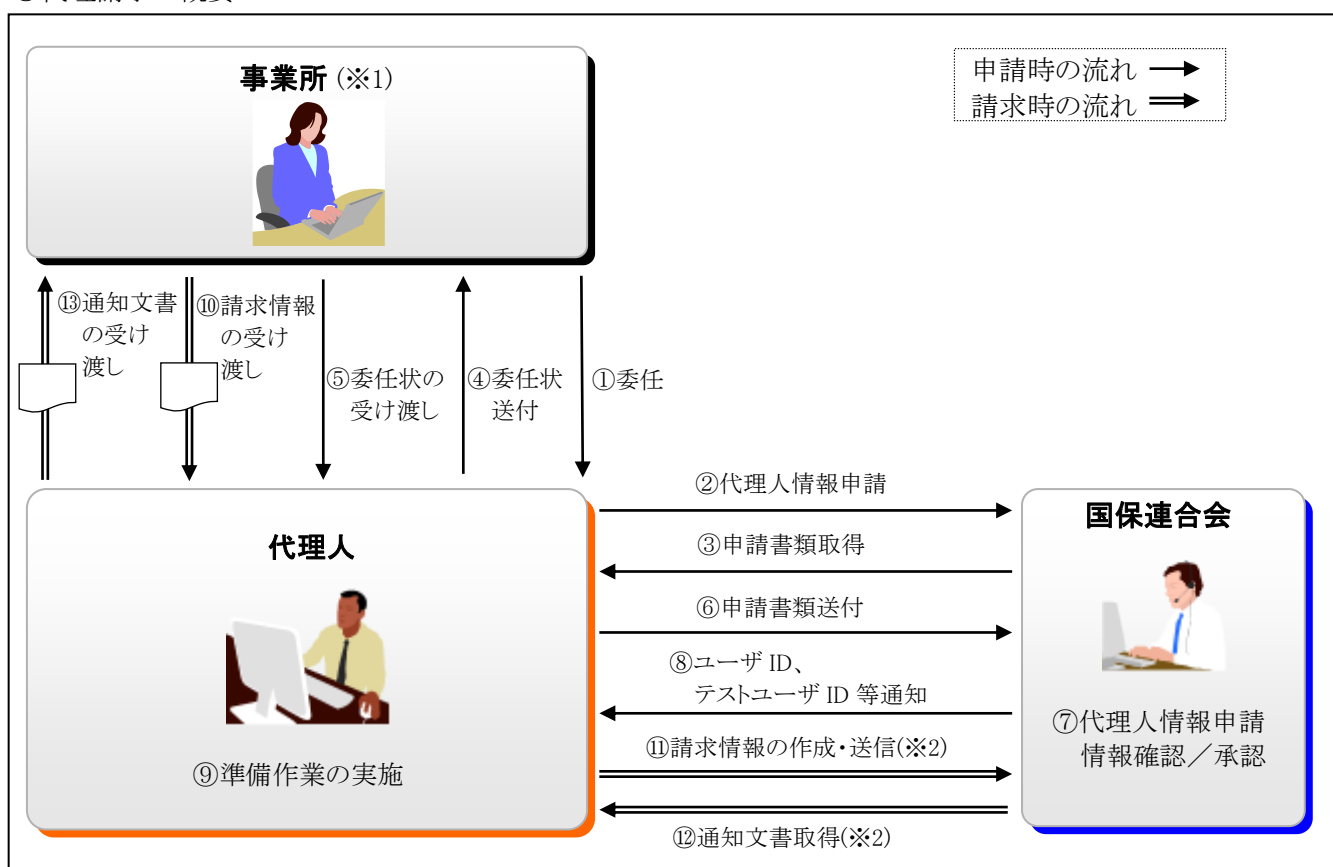 事業所 (※1)
申請時の流れ
請求時の流れ
⑬通知文書
の受け
渡し
⑩請求情報
の受け
渡し
⑤委任状の
受け渡し
④委任状
送付
①委任
②代理人情報申請
③申請書類取得
⑥申請書類送付
⑧ユーザ ID、
テストユーザ ID 等通知
⑪請求情報の作成・送信(※2)
⑫通知文書取得(※2)
代理人
⑨準備作業の実施
国保連合会
⑦代理人情報申請
情報確認／承認